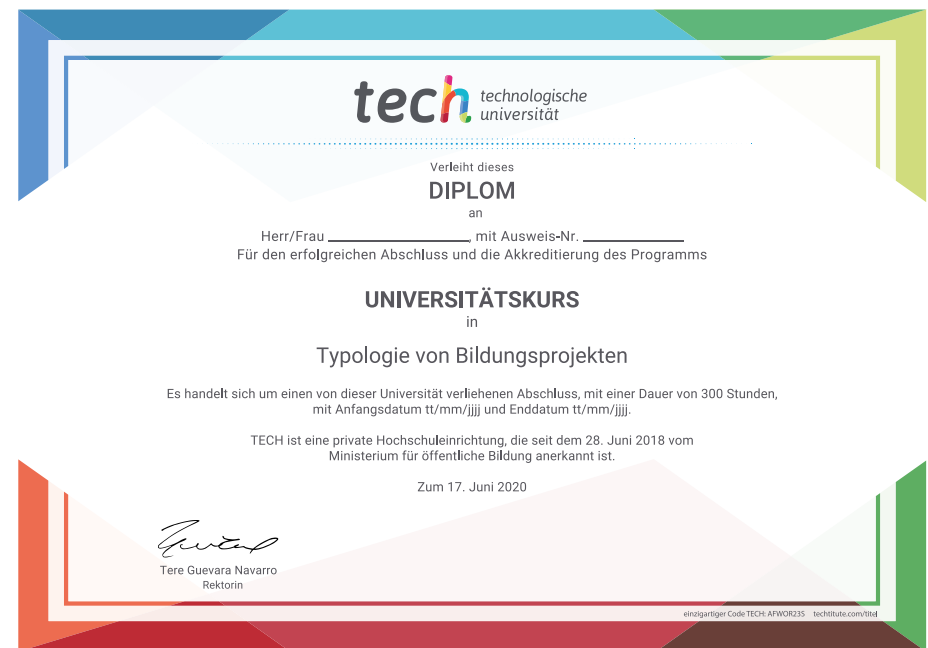 tech technologische
universität
Verleiht dieses
DIPLOM
an
Herr/Frau ____________________, mit Ausweis-Nr. ______________
Für den erfolgreichen Abschluss und die Akkreditierung des Programms
UNIVERSITÄTSKURS
in
Typologie von Bildungsprojekten
Es handelt sich um einen von dieser Universität verliehenen Abschluss, mit einer Dauer von 300 Stunden,
mit Anfangsdatum tt/mm/jjjj und Enddatum tt/mm/jjjj.
TECH ist eine private Hochschuleinrichtung, die seit dem 28. Juni 2018 vom
Ministerium für öffentliche Bildung anerkannt ist.
Zum 17. Juni 2020
Tere Guevara Navarro
Rektorin
einzigartiger Code TECH: AFWOR23S techtitute.com/titel